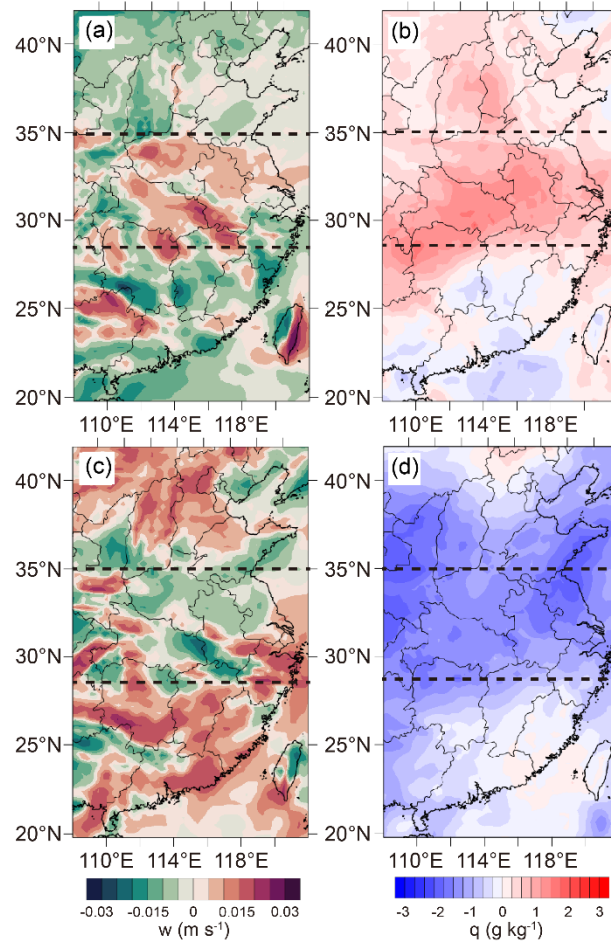 (a) (b)
40°N 40°N
35°N 35°N
30°N 30°N
25°N 25°N
20°N 20°N
110°E 114°E 118°E 110°E 114°E 118°E
(c) (d)
40°N 40°N
35°N 35°N
30°N 30°N
25°N 25°N
20°N 20°N
110°E 114°E 118°E 110°E 114°E 118°E
-0.03 -0.015 0 0.015 0.03 -3 -2 -1 0 1 2 3
w (m s⁻¹) q (g kg⁻¹)